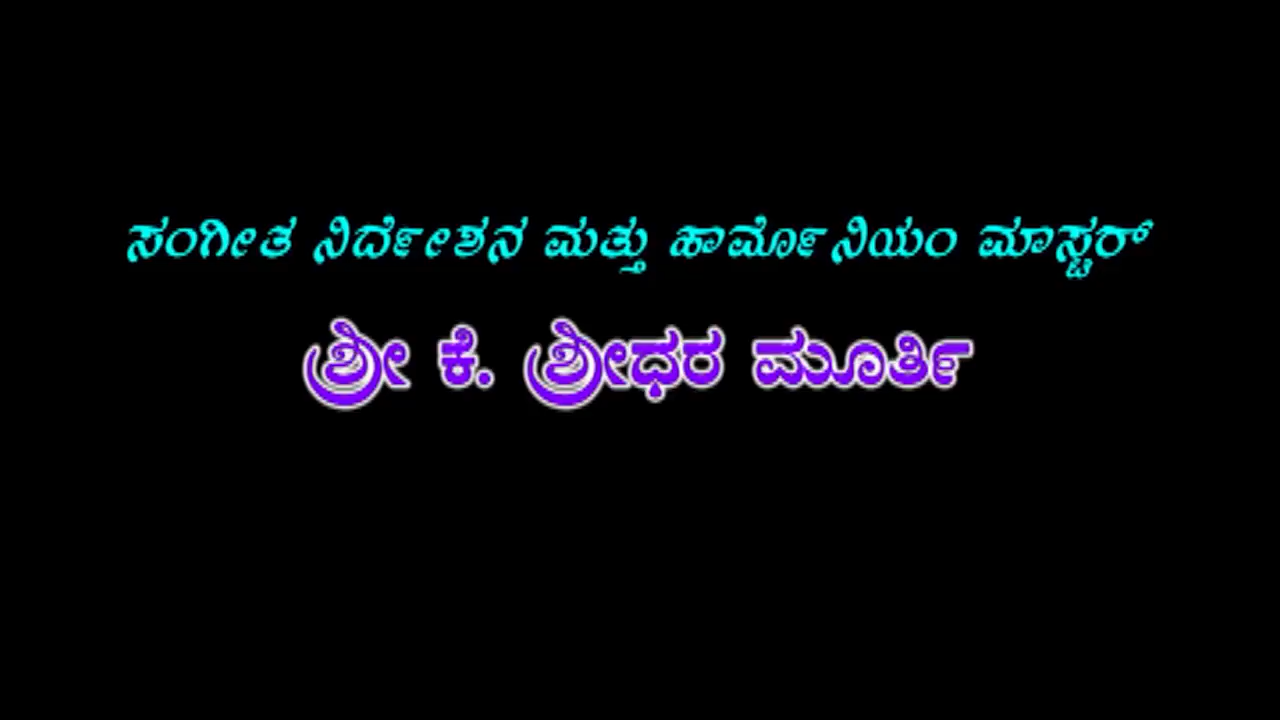 ಸಂಗೀತ ನಿರ್ದೇಶನ ಮತ್ತು ಹಾರ್ಮೋನಿಯಂ ಮಾಸ್ಟರ್
ಶ್ರೀ ಕೆ. ಶ್ರೀಧರ ಮೂರ್ತಿ